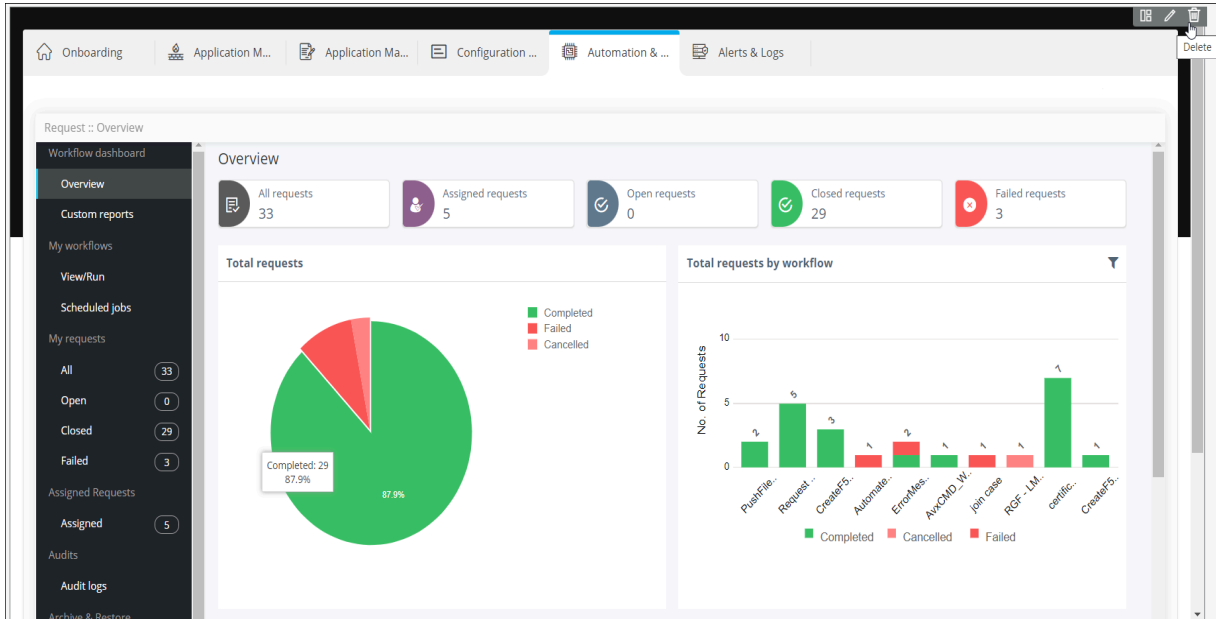 Delete
Onboarding
Application M...
Application Ma...
Configuration ...
Automation & ...
Alerts & Logs
Request :: Overview
Workflow dashboard
Overview
Custom reports
My workflows
View/Run
Scheduled jobs
My requests
All 33
Open 0
Closed 29
Failed 3
Assigned Requests
Assigned 5
Audits
Audit logs
Archive & Restore
Overview
All requests
33
Assigned requests
5
Open requests
0
Closed requests
29
Failed requests
3
Total requests
Completed
Failed
Cancelled
Completed: 29
87.9%
87.9%
Total requests by workflow
No. of Requests
10
5
0
2
5
3
1
2
1
1
1
7
1
PushFile..
Request ..
CreateF5..
Automate..
ErrorMes..
AvxCMD_W..
join case
RGF - LM..
certific..
CreateF5..
Completed
Cancelled
Failed